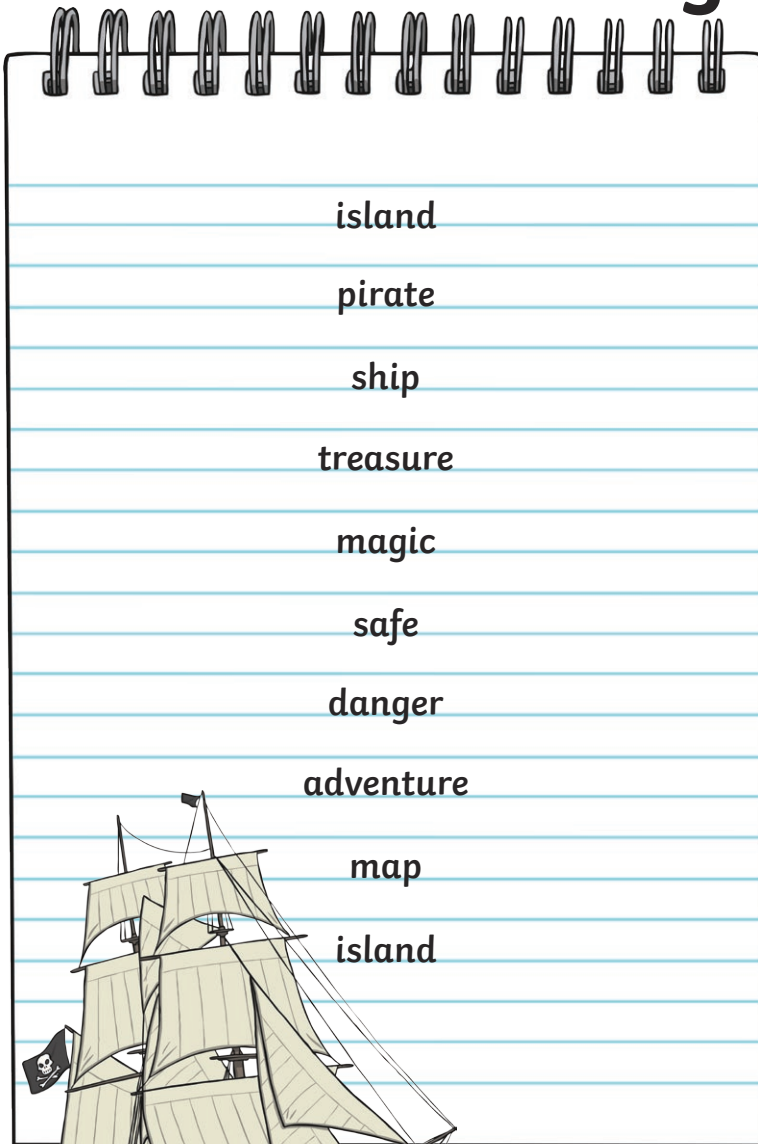 island
pirate
ship
treasure
magic
safe
danger
adventure
map
island